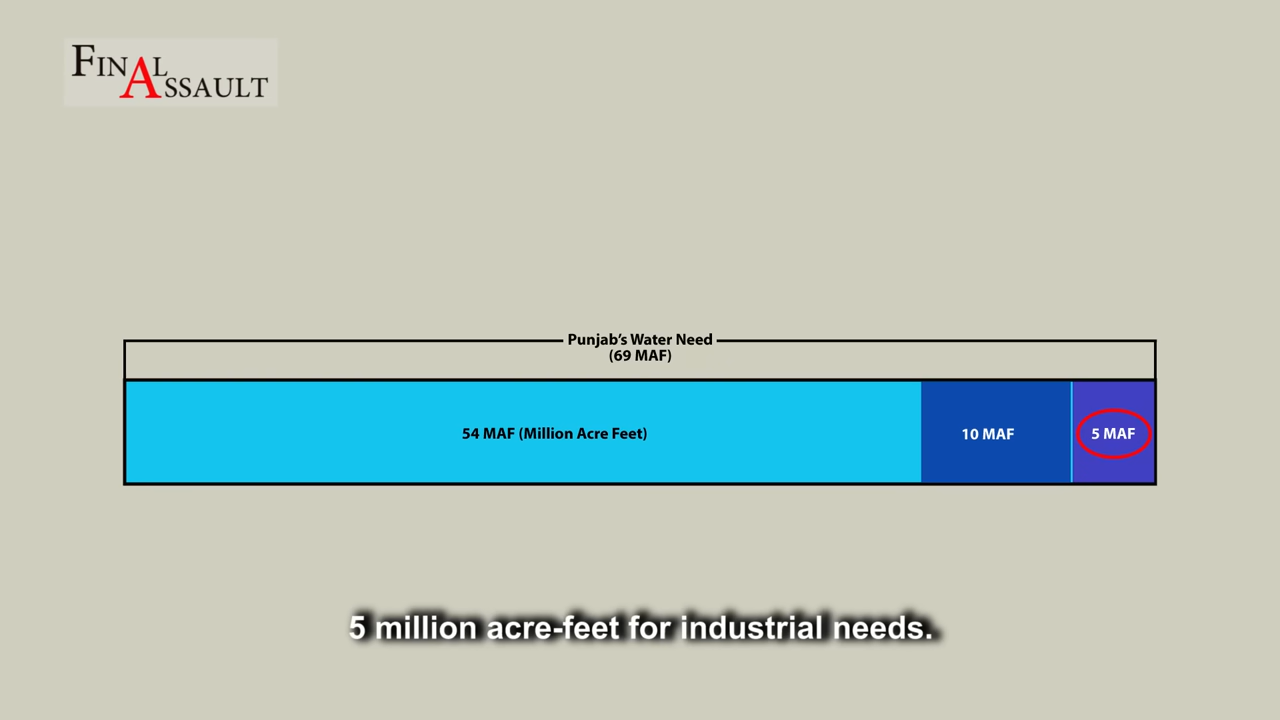 FINAL
ASSAULT
Punjab's Water Need
(69 MAF)
54 MAF (Million Acre Feet)
10 MAF
5 MAF
5 million acre-feet for industrial needs.